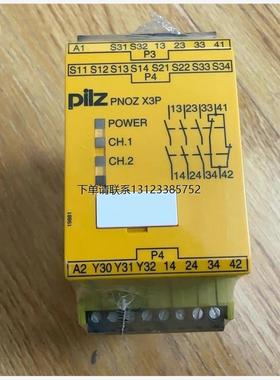 A1 S31 S32 13 23 33 41
P3
S11 S12 S13 S14 S21 S22 S33 S34
P4
pilz PNOZ X3P
POWER
CH.1
CH.2
13 23 33 41
14 24 34 42
下单请联系13123385752
19881
P4
A2 Y30 Y31 Y32 14 24 34 42